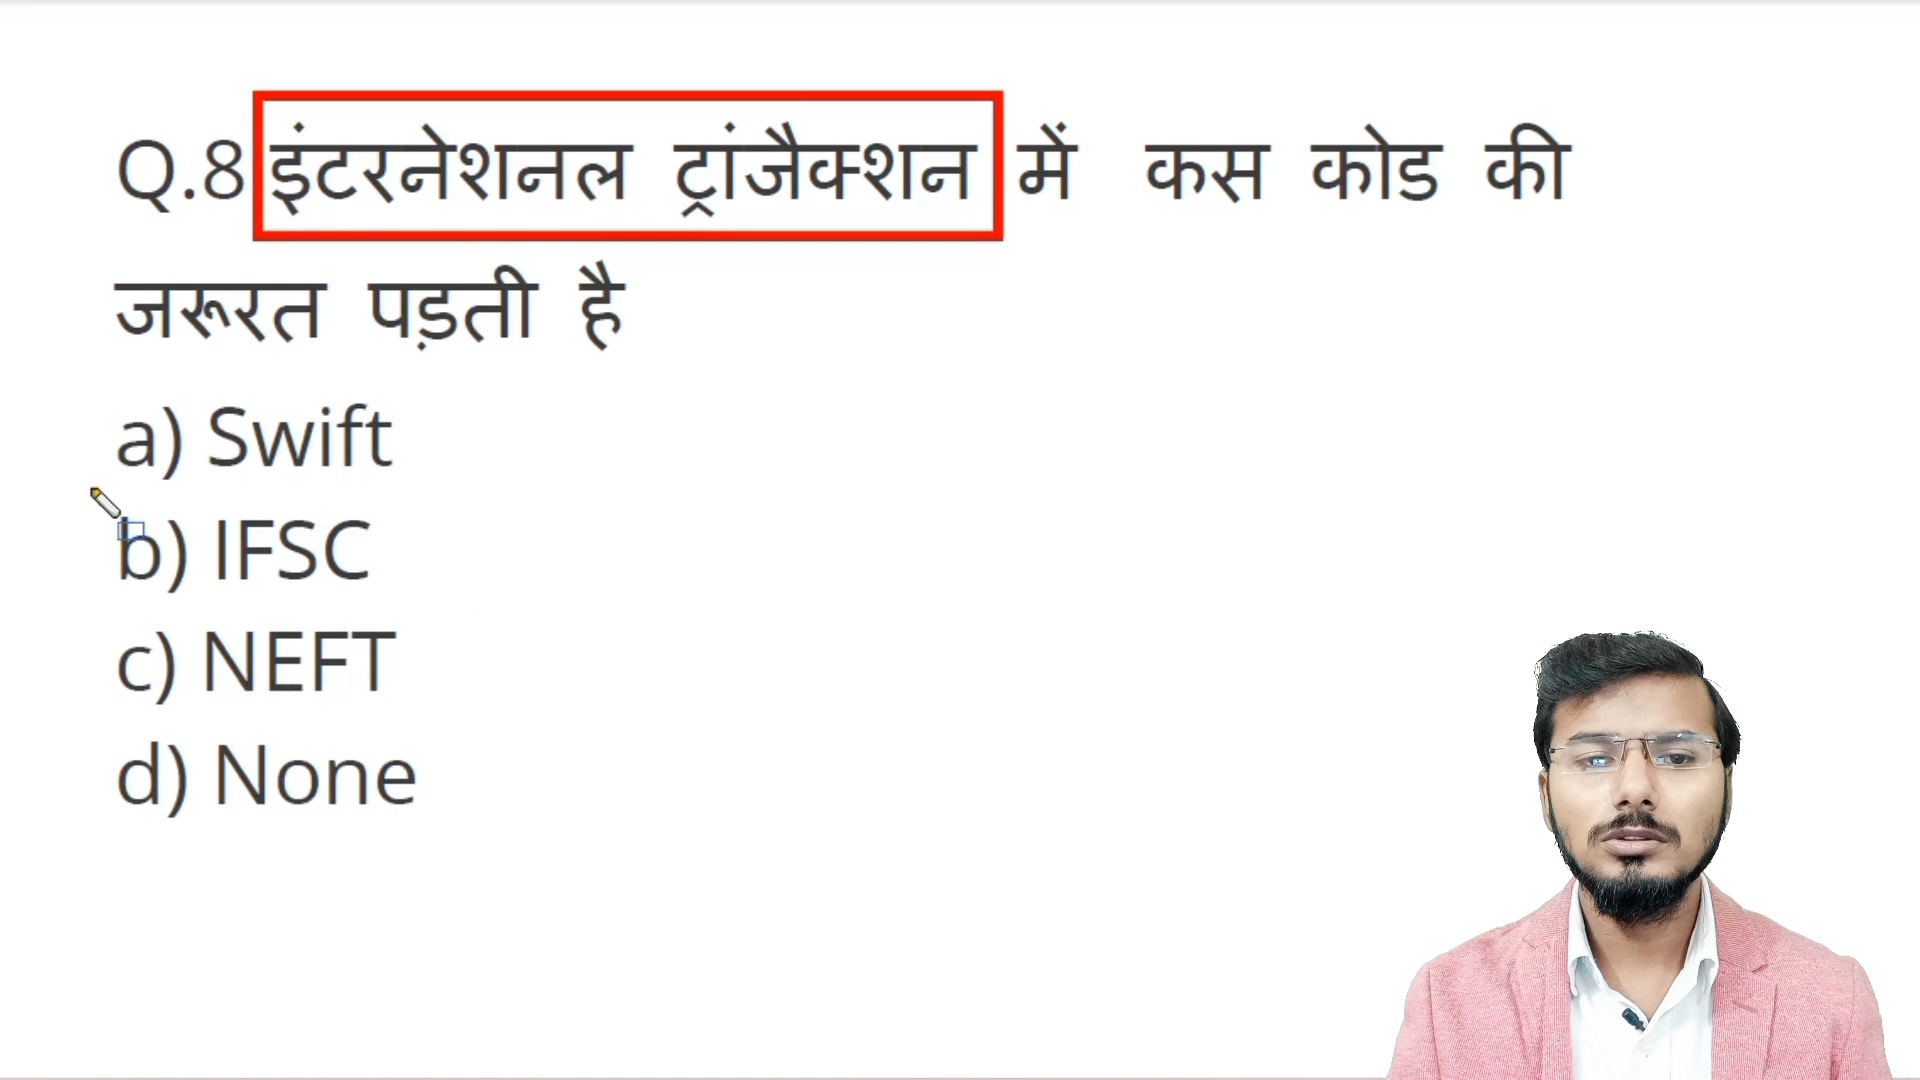 Q.8 इंटरनेशनल ट्रांजैक्शन में कस कोड की
जरूरत पड़ती है
a) Swift
b) IFSC
c) NEFT
d) None